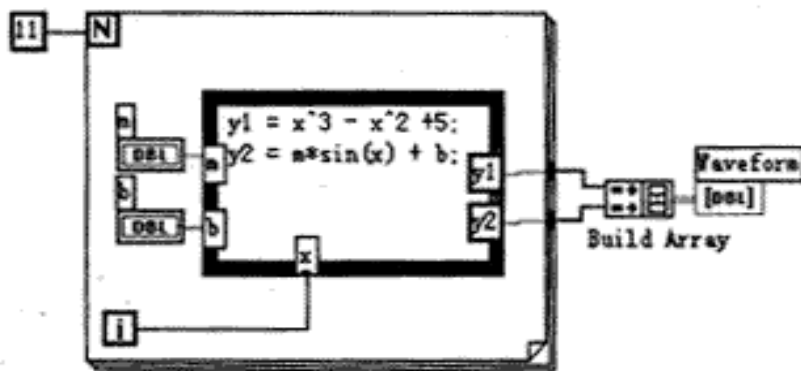 11
N
m
DBL
m
b
DBL
b
y1 = x^3 - x^2 +5;
y2 = m*sin(x) + b;
x
i
y1
y2
Waveform
[DBL]
Build Array